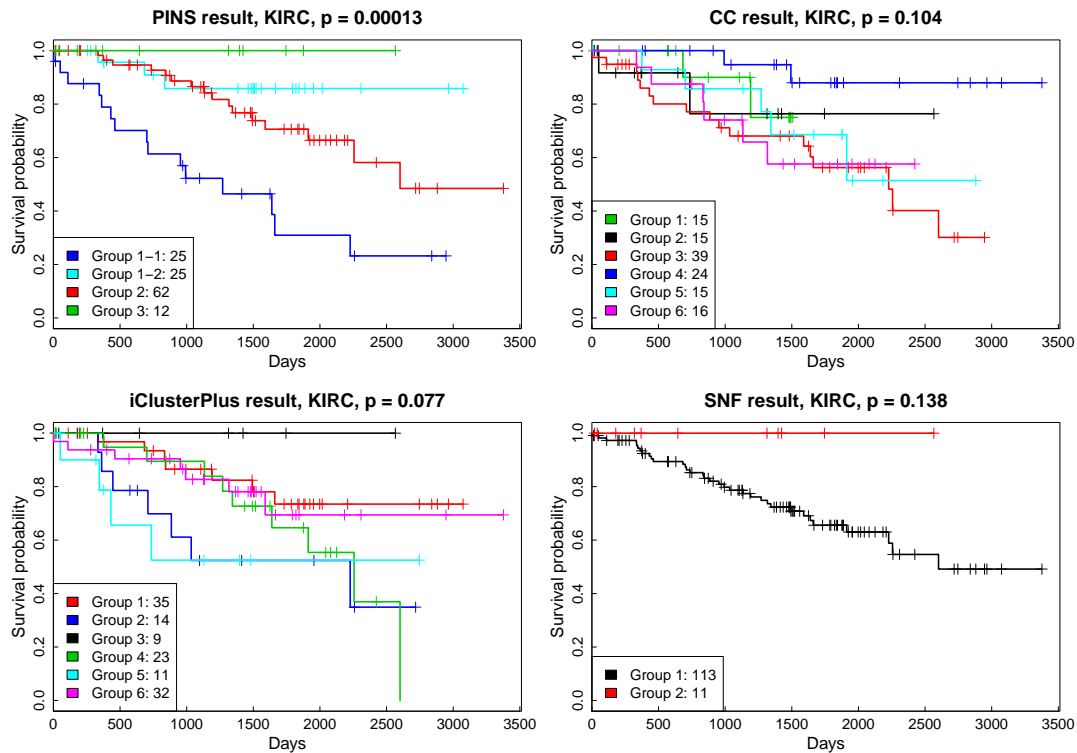 PINS result, KIRC, p = 0.00013
Survival probability
0.0 0.2 0.4 0.6 0.8 1.0
Group 1−1: 25
Group 1−2: 25
Group 2: 62
Group 3: 12
0 500 1000 1500 2000 2500 3000 3500
Days
CC result, KIRC, p = 0.104
Survival probability
0.0 0.2 0.4 0.6 0.8 1.0
Group 1: 15
Group 2: 15
Group 3: 39
Group 4: 24
Group 5: 15
Group 6: 16
0 500 1000 1500 2000 2500 3000 3500
Days
iClusterPlus result, KIRC, p = 0.077
Survival probability
0.0 0.2 0.4 0.6 0.8 1.0
Group 1: 35
Group 2: 14
Group 3: 9
Group 4: 23
Group 5: 11
Group 6: 32
0 500 1000 1500 2000 2500 3000 3500
Days
SNF result, KIRC, p = 0.138
Survival probability
0.0 0.2 0.4 0.6 0.8 1.0
Group 1: 113
Group 2: 11
0 500 1000 1500 2000 2500 3000 3500
Days